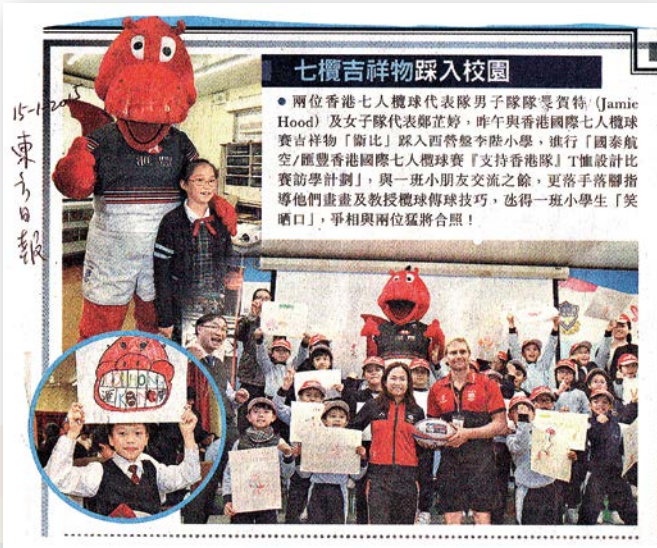 七欖吉祥物踩入校園
15-1-2015
東方日報
● 兩位香港七人欖球代表隊男子隊隊長賀特 (Jamie
Hood) 及女子隊代表鄭芷婷，昨午與香港國際七人欖球
賽吉祥物「衞比」踩入西營盤李陞小學，進行「國泰航
空/匯豐香港國際七人欖球賽『支持香港隊』T恤設計比
賽訪學計劃」，與一班小朋友交流之餘，更落手落腳指
導他們畫畫及教授欖球傳球技巧，氹得一班小學生「笑
晒口」，爭相與兩位猛將合照！